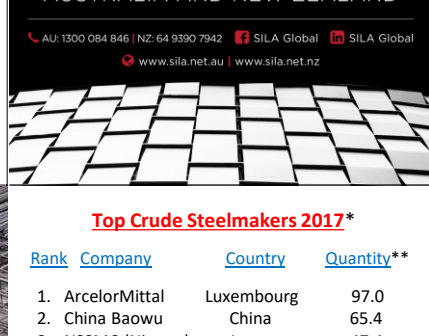 AU: 1300 084 846 | NZ: 64 9390 7942 SILA Global SILA Global
www.sila.net.au | www.sila.net.nz
Top Crude Steelmakers 2017*
Rank Company Country Quantity**
1. ArcelorMittal Luxembourg 97.0
2. China Baowu China 65.4